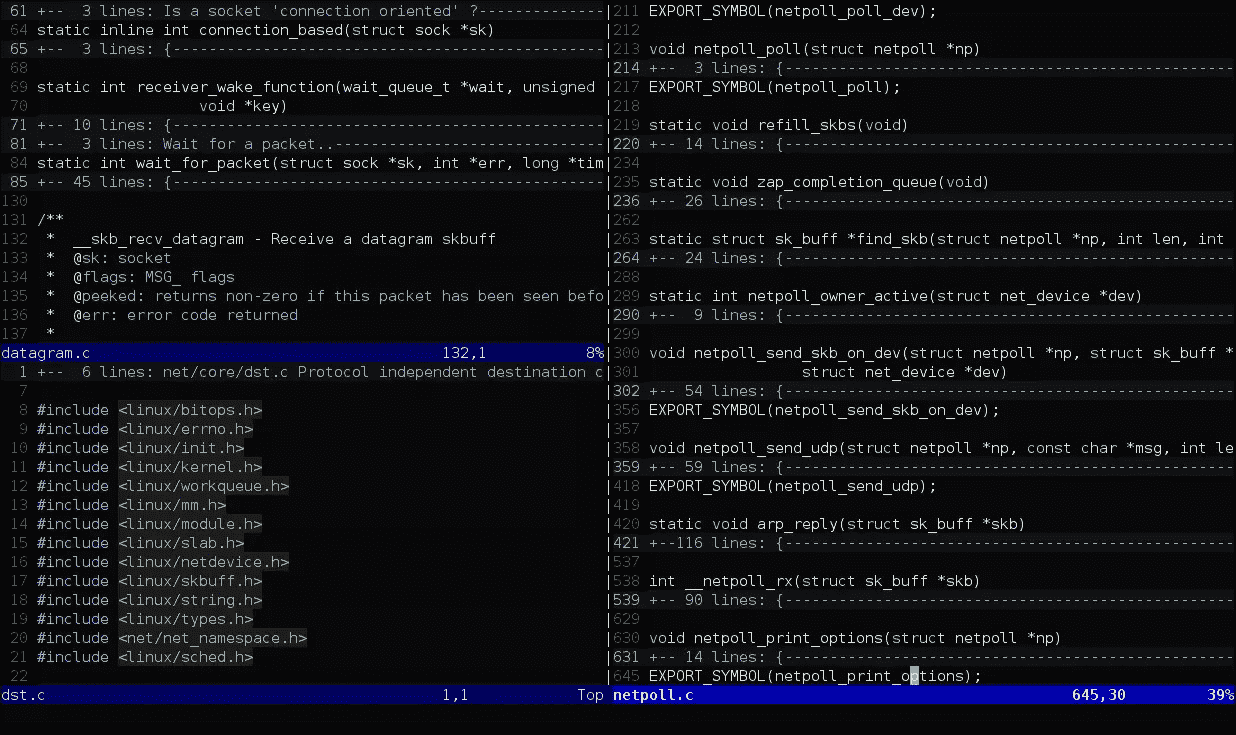 61 +--  3 lines: Is a socket 'connection oriented' ?--------------
64 static inline int connection_based(struct sock *sk)
65 +--  3 lines: {------------------------------------------------
68
69 static int receiver_wake_function(wait_queue_t *wait, unsigned
70                   void *key)
71 +-- 10 lines: {------------------------------------------------
81 +--  3 lines: Wait for a packet..------------------------------
84 static int wait_for_packet(struct sock *sk, int *err, long *tim
85 +-- 45 lines: {------------------------------------------------
130
131 /**
132  *  __skb_recv_datagram - Receive a datagram skbuff
133  *  @sk: socket
134  *  @flags: MSG_ flags
135  *  @peeked: returns non-zero if this packet has been seen befo
136  *  @err: error code returned
137  *
datagram.c                                       132,1           8%
1 +--  6 lines: net/core/dst.c Protocol independent destination c
7
8 #include <linux/bitops.h>
9 #include <linux/errno.h>
10 #include <linux/init.h>
11 #include <linux/kernel.h>
12 #include <linux/workqueue.h>
13 #include <linux/mm.h>
14 #include <linux/module.h>
15 #include <linux/slab.h>
16 #include <linux/netdevice.h>
17 #include <linux/skbuff.h>
18 #include <linux/string.h>
19 #include <linux/types.h>
20 #include <net/net_namespace.h>
21 #include <linux/sched.h>
22
dst.c                                            1,1            Top
211 EXPORT_SYMBOL(netpoll_poll_dev);
212
213 void netpoll_poll(struct netpoll *np)
214 +--  3 lines: {--------------------------------------------------
217 EXPORT_SYMBOL(netpoll_poll);
218
219 static void refill_skbs(void)
220 +-- 14 lines: {--------------------------------------------------
234
235 static void zap_completion_queue(void)
236 +-- 26 lines: {--------------------------------------------------
262
263 static struct sk_buff *find_skb(struct netpoll *np, int len, int
264 +-- 24 lines: {--------------------------------------------------
288
289 static int netpoll_owner_active(struct net_device *dev)
290 +--  9 lines: {--------------------------------------------------
299
300 void netpoll_send_skb_on_dev(struct netpoll *np, struct sk_buff *
301                  struct net_device *dev)
302 +-- 54 lines: {--------------------------------------------------
356 EXPORT_SYMBOL(netpoll_send_skb_on_dev);
357
358 void netpoll_send_udp(struct netpoll *np, const char *msg, int le
359 +-- 59 lines: {--------------------------------------------------
418 EXPORT_SYMBOL(netpoll_send_udp);
419
420 static void arp_reply(struct sk_buff *skb)
421 +--116 lines: {--------------------------------------------------
537
538 int __netpoll_rx(struct sk_buff *skb)
539 +-- 90 lines: {--------------------------------------------------
629
630 void netpoll_print_options(struct netpoll *np)
631 +-- 14 lines: {--------------------------------------------------
645 EXPORT_SYMBOL(netpoll_print_options);
netpoll.c                                          645,30         39%